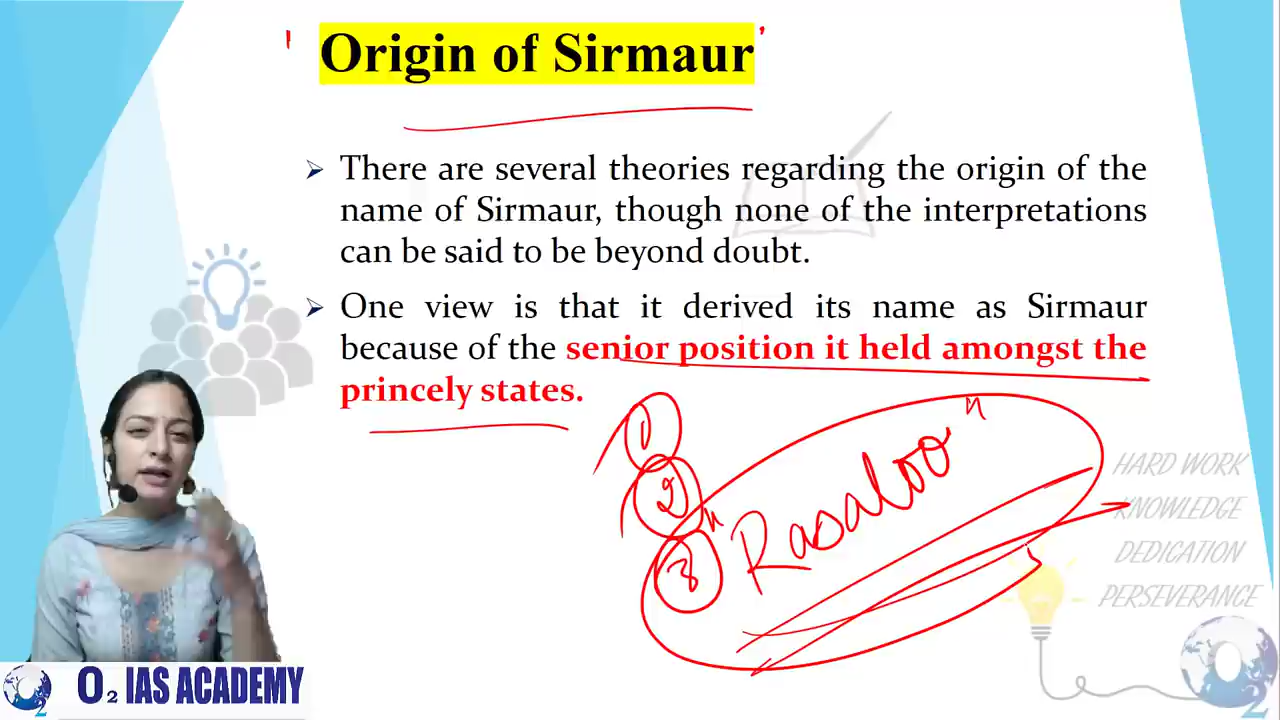 Origin of Sirmaur
There are several theories regarding the origin of the
name of Sirmaur, though none of the interpretations
can be said to be beyond doubt.
One view is that it derived its name as Sirmaur
because of the senior position it held amongst the
princely states.
1
2
3
"Rasaloo"
HARD WORK
KNOWLEDGE
DEDICATION
PERSEVERANCE
O2 IAS ACADEMY